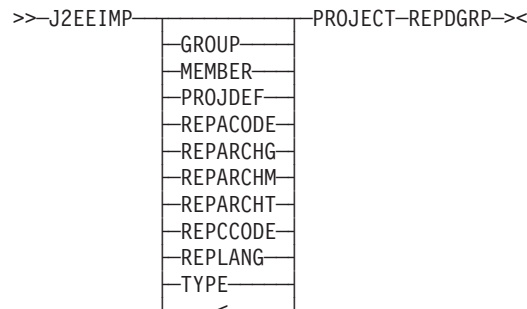 >>─J2EEIMP─┬──────────┬─PROJECT─REPDGRP─><
├─GROUP────┤
├─MEMBER───┤
├─PROJDEF──┤
├─REPACODE─┤
├─REPARCHG─┤
├─REPARCHM─┤
├─REPARCHT─┤
├─REPCCODE─┤
├─REPLANG──┤
├─TYPE─────┤
│ < │